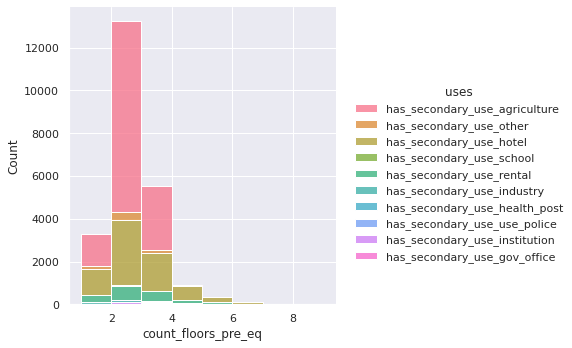 12000
10000
8000
6000
4000
2000
0
Count
2
4
6
8
count_floors_pre_eq
uses
has_secondary_use_agriculture
has_secondary_use_other
has_secondary_use_hotel
has_secondary_use_school
has_secondary_use_rental
has_secondary_use_industry
has_secondary_use_health_post
has_secondary_use_use_police
has_secondary_use_institution
has_secondary_use_gov_office